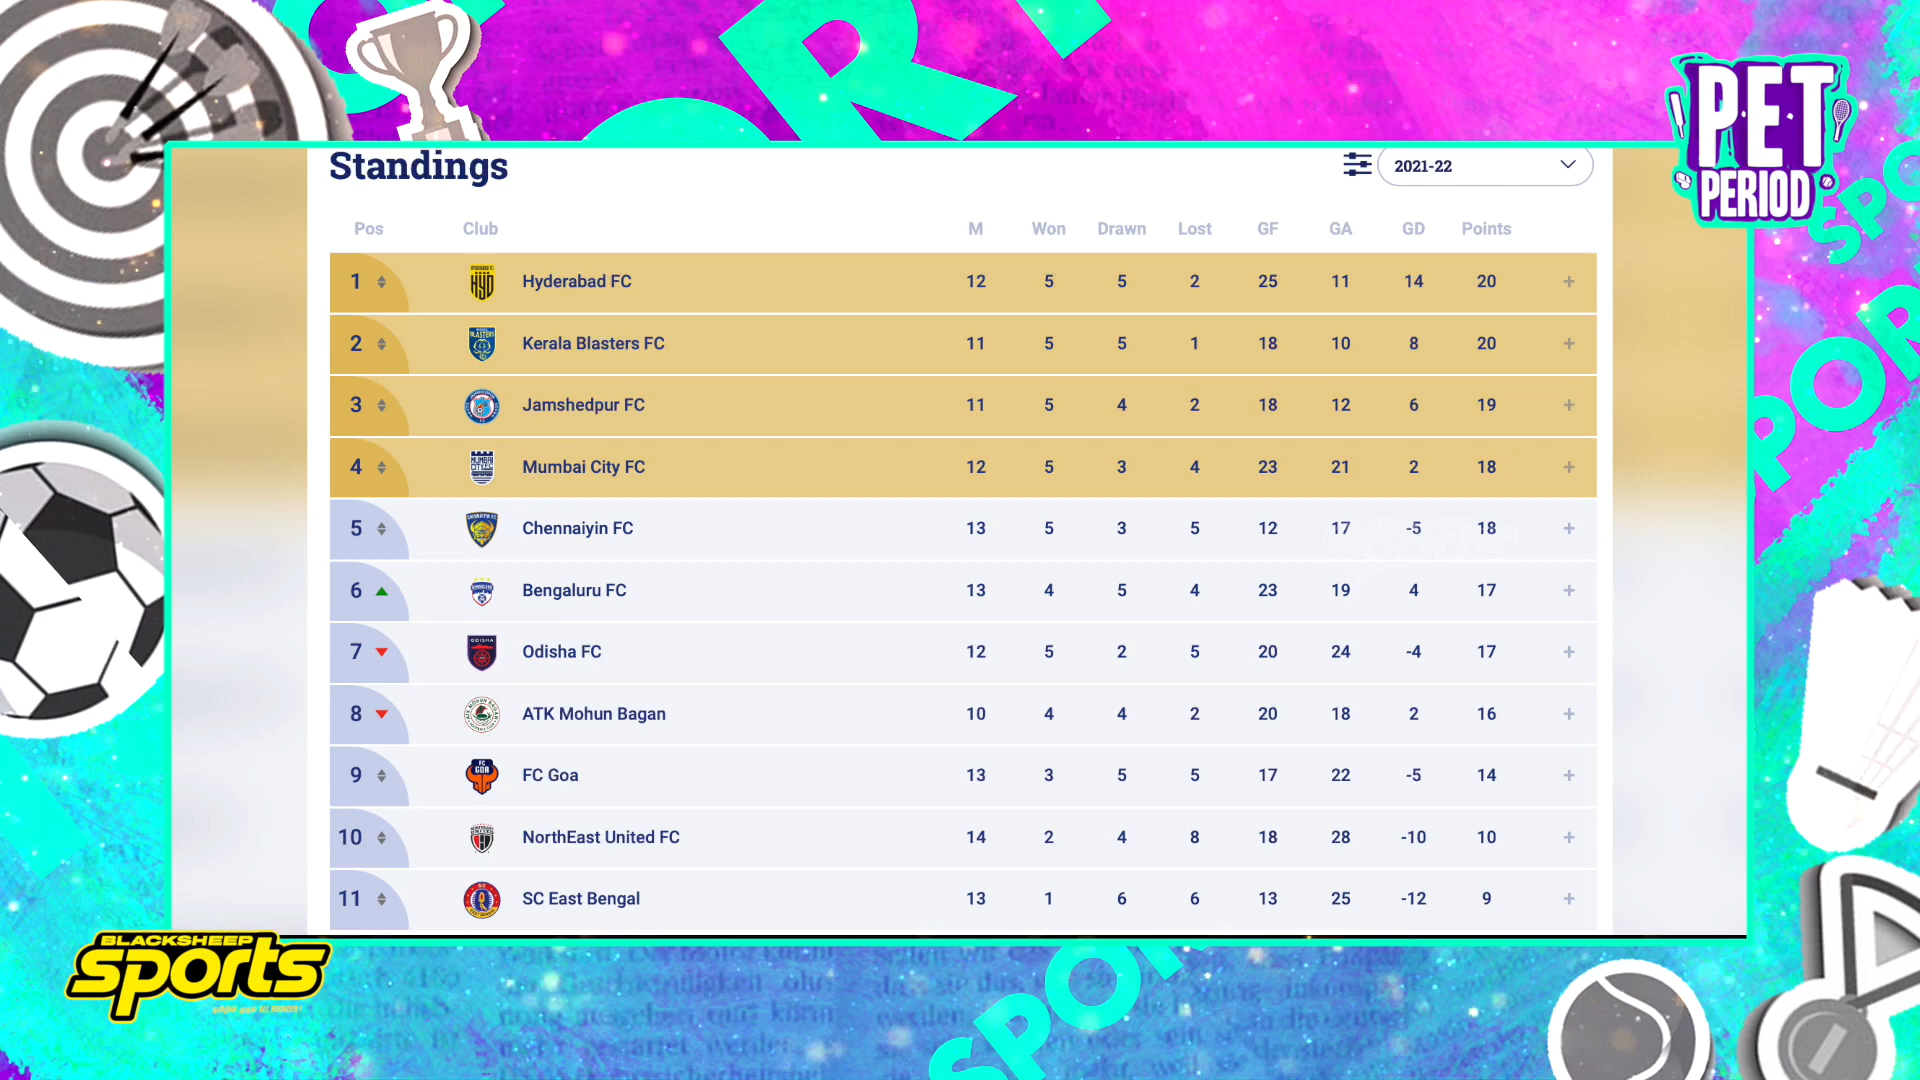 PET
PERIOD
Standings
2021-22
Pos Club M Won Drawn Lost GF GA GD Points
1 Hyderabad FC 12 5 5 2 25 11 14 20 +
2 Kerala Blasters FC 11 5 5 1 18 10 8 20 +
3 Jamshedpur FC 11 5 4 2 18 12 6 19 +
4 Mumbai City FC 12 5 3 4 23 21 2 18 +
5 Chennaiyin FC 13 5 3 5 12 17 -5 18 +
6 Bengaluru FC 13 4 5 4 23 19 4 17 +
7 Odisha FC 12 5 2 5 20 24 -4 17 +
8 ATK Mohun Bagan 10 4 4 2 20 18 2 16 +
9 FC Goa 13 3 5 5 17 22 -5 14 +
10 NorthEast United FC 14 2 4 8 18 28 -10 10 +
11 SC East Bengal 13 1 6 6 13 25 -12 9 +
BLACKSHEEP
sports